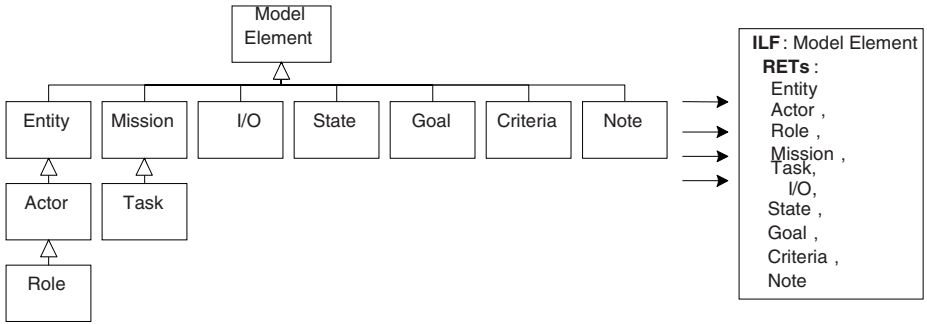 Model
Element
Entity
Mission
I/O
State
Goal
Criteria
Note
Actor
Task
Role
ILF : Model Element
RETs :
Entity
Actor ,
Role ,
Mission ,
Task,
I/O,
State ,
Goal ,
Criteria ,
Note